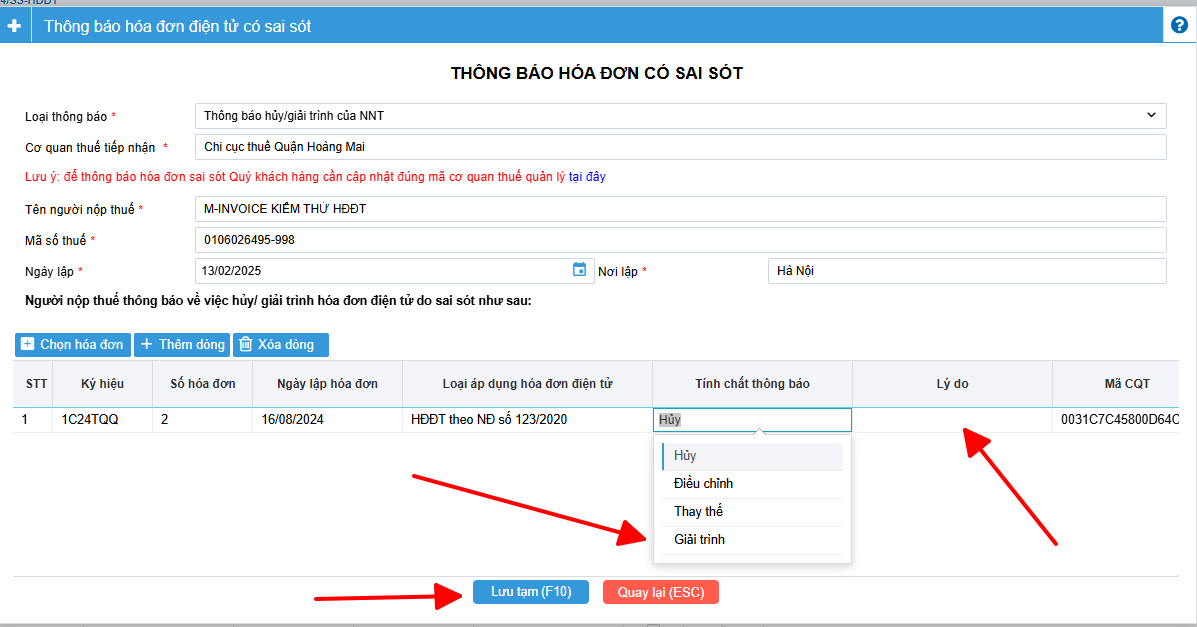 Thông báo hóa đơn điện tử có sai sót
THÔNG BÁO HÓA ĐƠN CÓ SAI SÓT
Loại thông báo * Thông báo hủy/giải trình của NNT
Cơ quan thuế tiếp nhận * Chi cục thuế Quận Hoàng Mai
Lưu ý: để thông báo hóa đơn sai sót Quý khách hàng cần cập nhật đúng mã cơ quan thuế quản lý tại đây
Tên người nộp thuế * M-INVOICE KIỂM THỬ HĐĐT
Mã số thuế * 0106026495-998
Ngày lập * 13/02/2025 Nơi lập * Hà Nội
Người nộp thuế thông báo về việc hủy/ giải trình hóa đơn điện tử do sai sót như sau:
Chọn hóa đơn Thêm dòng Xóa dòng
STT Ký hiệu Số hóa đơn Ngày lập hóa đơn Loại áp dụng hóa đơn điện tử Tính chất thông báo Lý do Mã CQT
1 1C24TQQ 2 16/08/2024 HĐĐT theo NĐ số 123/2020 Hủy 0031C7C45800D64C
Hủy
Điều chỉnh
Thay thế
Giải trình
Lưu tạm (F10) Quay lại (ESC)